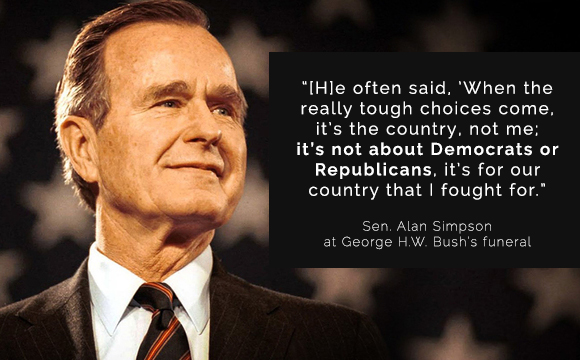 “[H]e often said, ‘When the
really tough choices come,
it’s the country, not me;
it’s not about Democrats or
Republicans, it’s for our
country that I fought for.”
Sen. Alan Simpson
at George H.W. Bush’s funeral